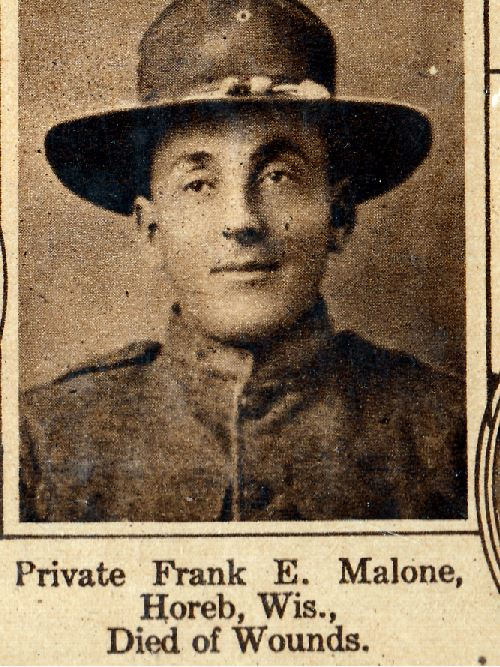 Private Frank E. Malone,
Horeb, Wis.,
Died of Wounds.